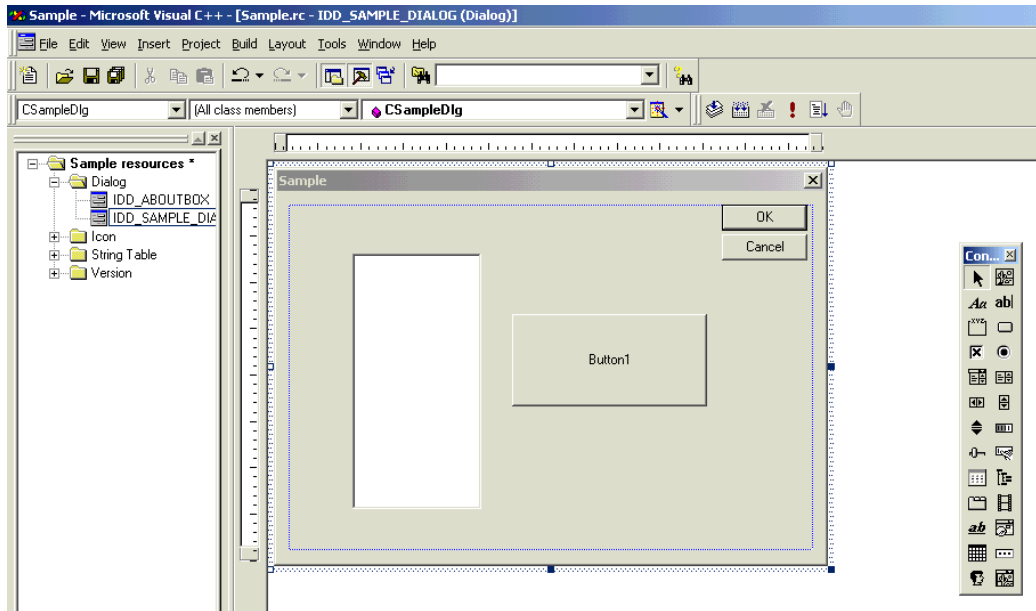 Sample - Microsoft Visual C++ - [Sample.rc - IDD_SAMPLE_DIALOG (Dialog)]
File Edit View Insert Project Build Layout Tools Window Help
CSampleDlg (All class members) CSampleDlg
Sample resources *
Dialog
IDD_ABOUTBOX
IDD_SAMPLE_DIA
Icon
String Table
Version
Sample
OK
Cancel
Button1
Con...
Aa ab|
XYZ
ab